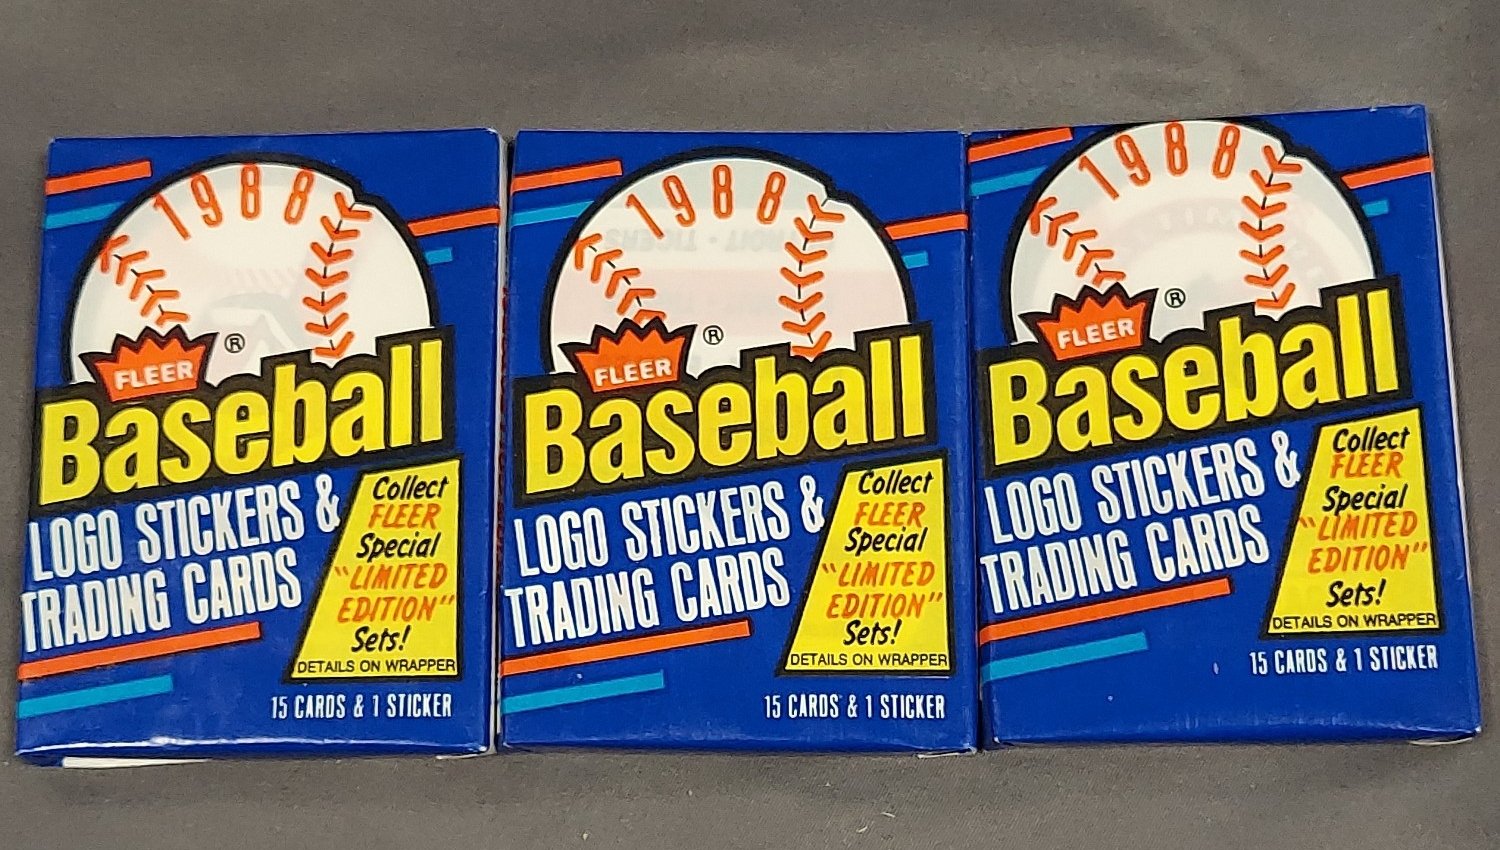 1988
FLEER ®
Baseball
LOGO STICKERS &
TRADING CARDS
Collect
FLEER
Special
"LIMITED
EDITION"
Sets!
DETAILS ON WRAPPER
15 CARDS & 1 STICKER
1988
FLEER ®
Baseball
LOGO STICKERS &
TRADING CARDS
Collect
FLEER
Special
"LIMITED
EDITION"
Sets!
DETAILS ON WRAPPER
15 CARDS & 1 STICKER
1988
FLEER ®
Baseball
LOGO STICKERS &
TRADING CARDS
Collect
FLEER
Special
"LIMITED
EDITION"
Sets!
DETAILS ON WRAPPER
15 CARDS & 1 STICKER